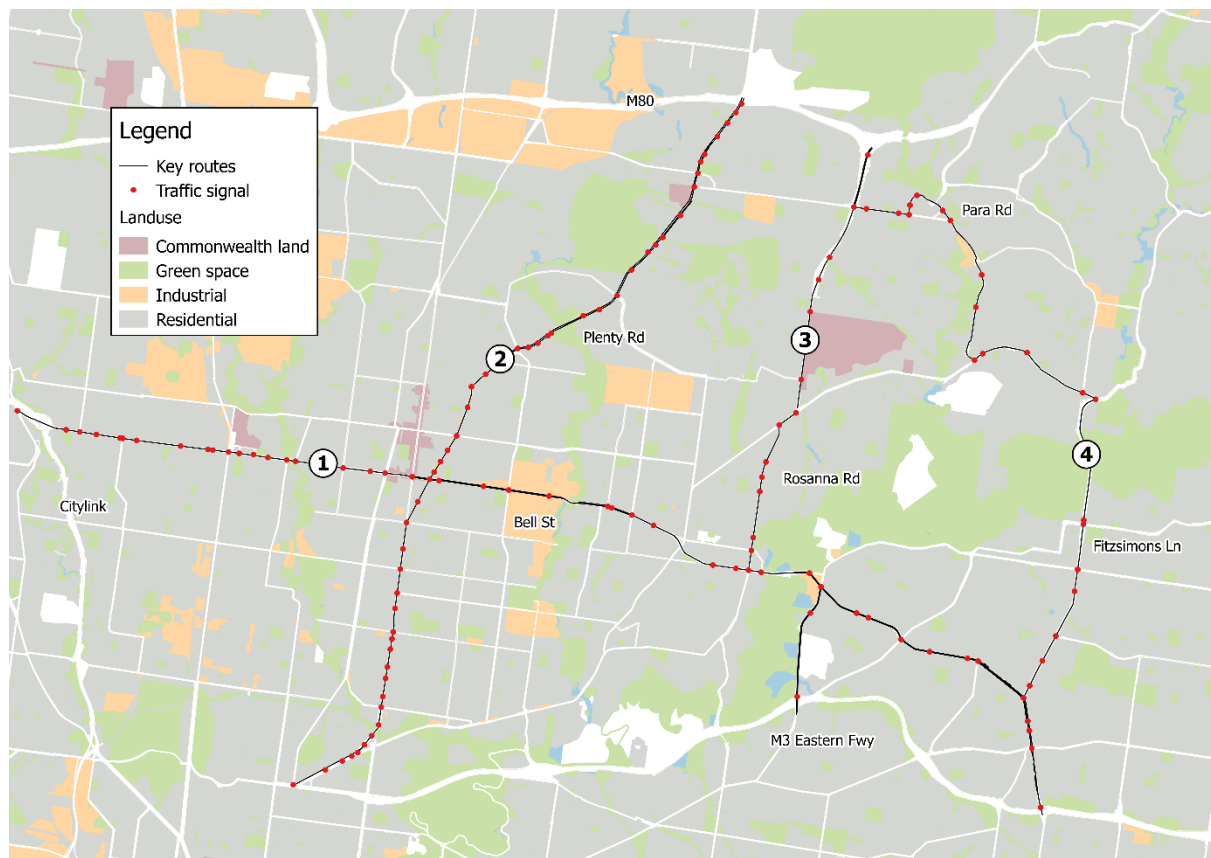 M80
Legend
Key routes
Traffic signal
Landuse
Commonwealth land
Green space
Industrial
Residential
Para Rd
Plenty Rd
2
3
1
4
Rosanna Rd
Citylink
Bell St
Fitzsimons Ln
M3 Eastern Fwy